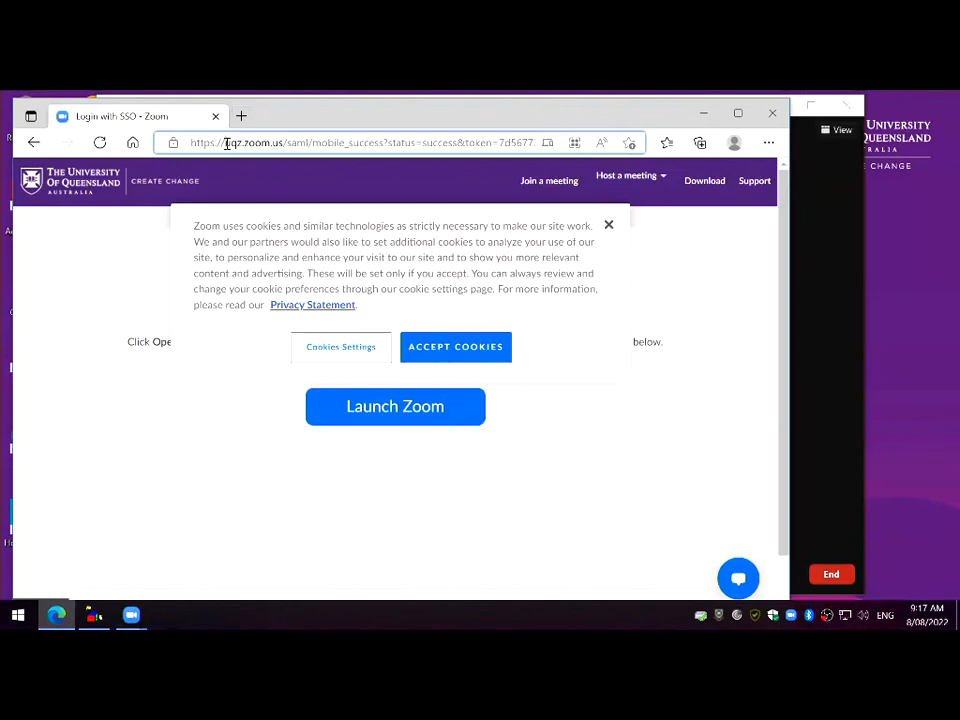 View
Login with SSO - Zoom
zoom.us/saml/mobile_success?status=success&token=7d5677
THE UNIVERSITY
OF QUEENSLAND
AUSTRALIA
CREATE CHANGE
Join a meeting
Host a meeting
Download
Support
UNIVERSITY
CHANGE
Zoom uses cookies and similar technologies as strictly necessary to make our site work.
We and our partners would also like to set additional cookies to analyze your use of our
site, to personalize and enhance your visit to our site and to show you more relevant
content and advertising. These will be set only if you accept. You can always review and
change your cookie preferences through our cookie settings page. For more information,
please read our Privacy Statement.
Cookies Settings
ACCEPT COOKIES
Click Ope
below.
Launch Zoom
End
ENG
9:17 AM
8/08/2022